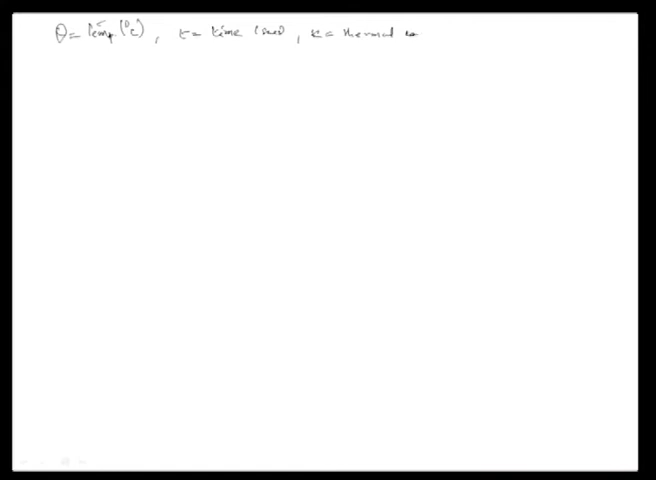 θ = Temp (°C), t = time (sec), k = thermal